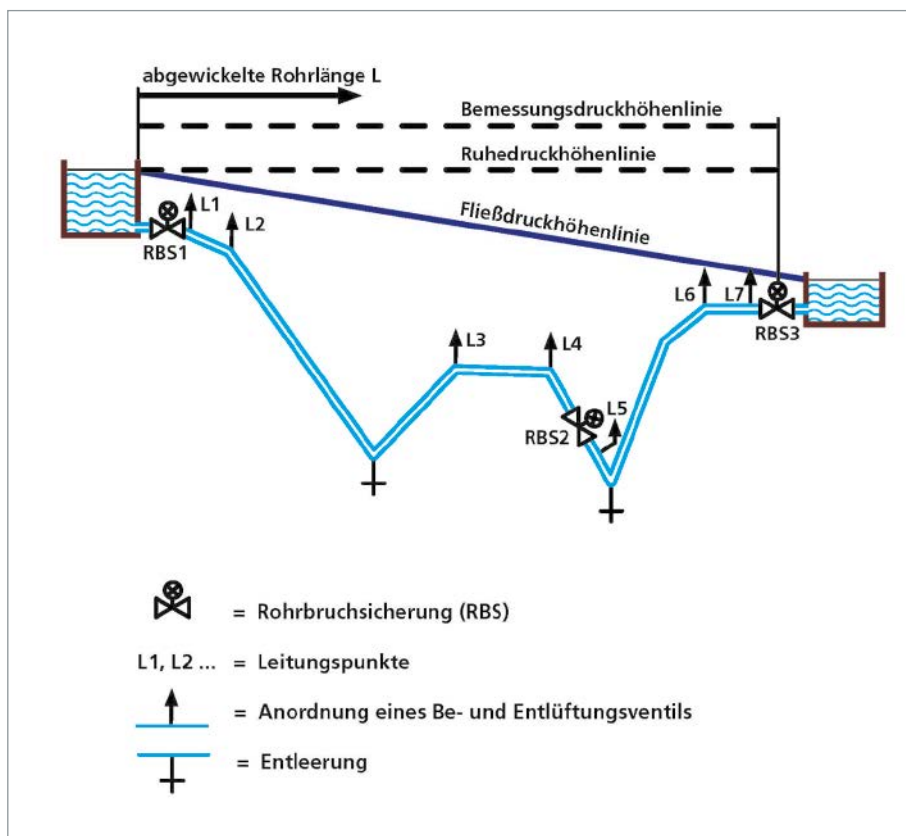 abgewickelte Rohrlänge L
Bemessungsdruckhöhenlinie
Ruhedruckhöhenlinie
Fließdruckhöhenlinie
L1
L2
RBS1
L6
L7
RBS3
L3
L4
RBS2
L5
= Rohrbruchsicherung (RBS)
L1, L2 ... = Leitungspunkte
= Anordnung eines Be- und Entlüftungsventils
= Entleerung